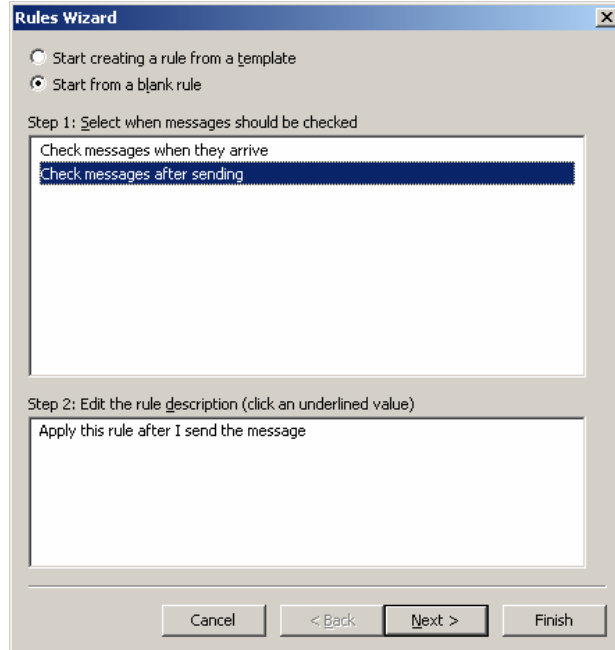 Rules Wizard
Start creating a rule from a template
Start from a blank rule
Step 1: Select when messages should be checked
Check messages when they arrive
Check messages after sending
Step 2: Edit the rule description (click an underlined value)
Apply this rule after I send the message
Cancel < Back Next > Finish